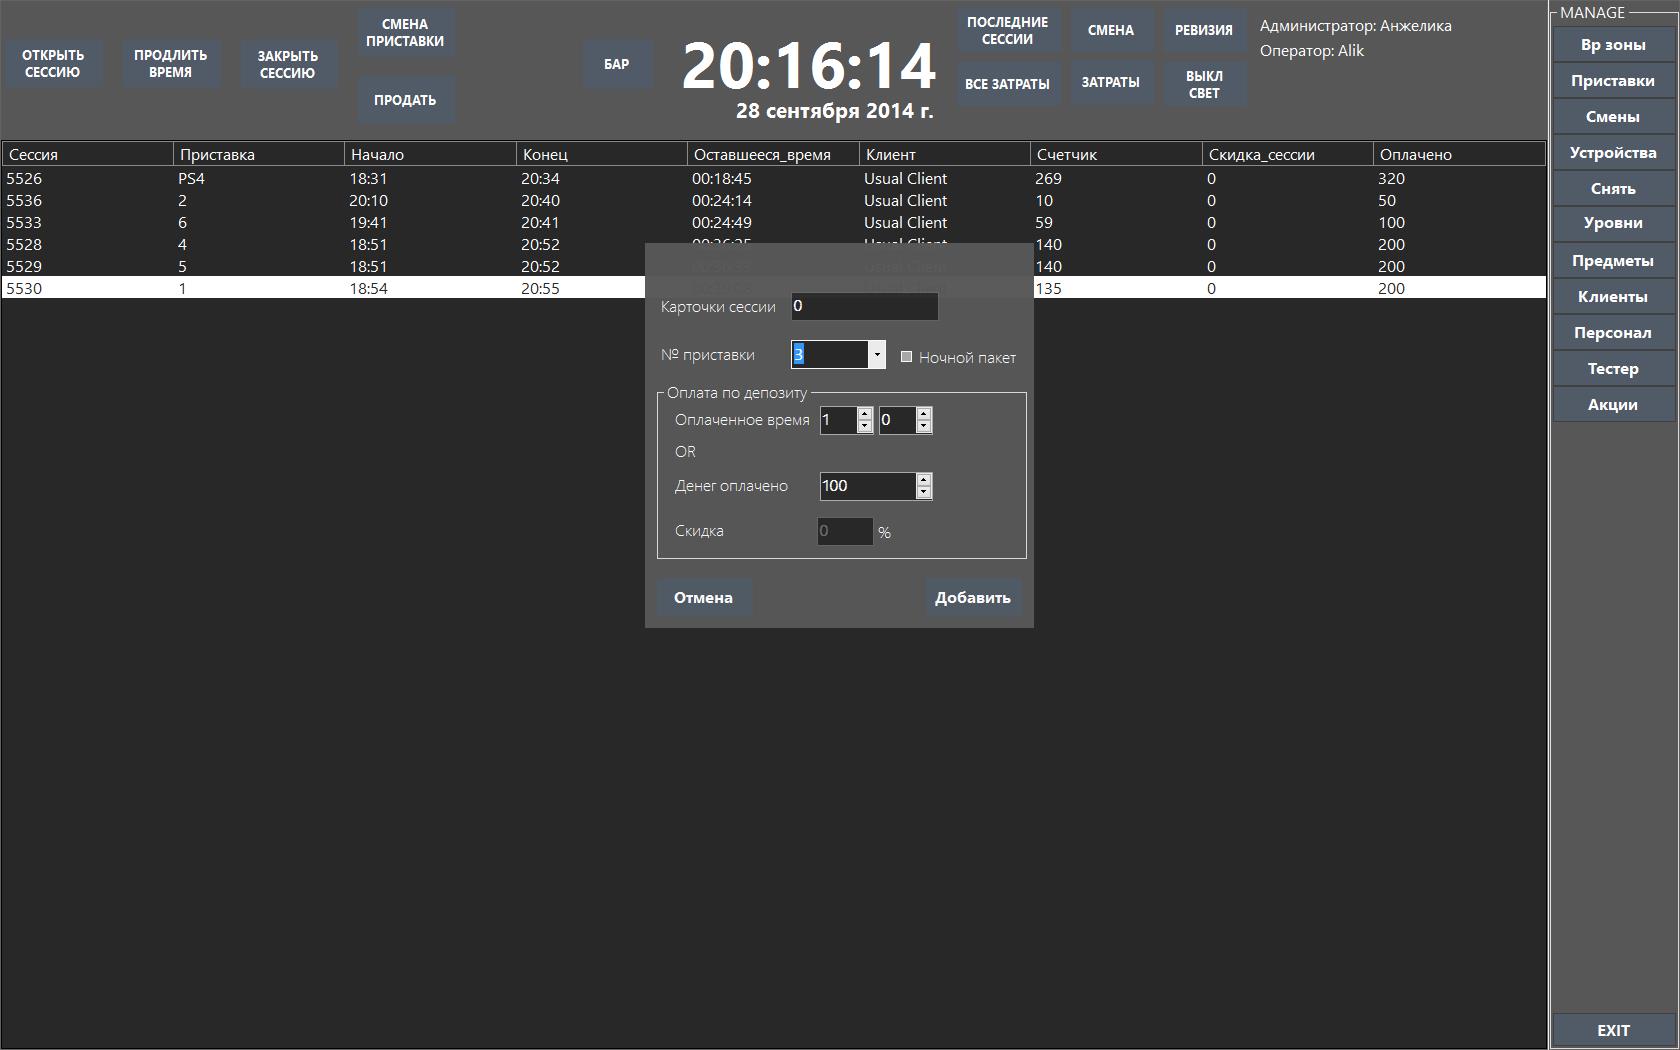 ОТКРЫТЬ
СЕССИЮ
ПРОДЛИТЬ
ВРЕМЯ
ЗАКРЫТЬ
СЕССИЮ
СМЕНА
ПРИСТАВКИ
ПРОДАТЬ
БАР
20:16:14
28 сентября 2014 г.
ПОСЛЕДНИЕ
СЕССИИ
СМЕНА
РЕВИЗИЯ
ВСЕ ЗАТРАТЫ
ЗАТРАТЫ
ВЫКЛ
СВЕТ
Администратор: Анжелика
Оператор: Alik
Сессия Приставка Начало Конец Оставшееся_время Клиент Счетчик Скидка_сессии Оплачено
5526 PS4 18:31 20:34 00:18:45 Usual Client 269 0 320
5536 2 20:10 20:40 00:24:14 Usual Client 10 0 50
5533 6 19:41 20:41 00:24:49 Usual Client 59 0 100
5528 4 18:51 20:52 Usual Client 140 0 200
5529 5 18:51 20:52 140 0 200
5530 1 18:54 20:55 135 0 200
Карточки сессии 0
№ приставки 3 Ночной пакет
Оплата по депозиту
Оплаченное время 1 0
OR
Денег оплачено 100
Скидка 0 %
Отмена Добавить
MANAGE
Вр зоны
Приставки
Смены
Устройства
Снять
Уровни
Предметы
Клиенты
Персонал
Тестер
Акции
EXIT